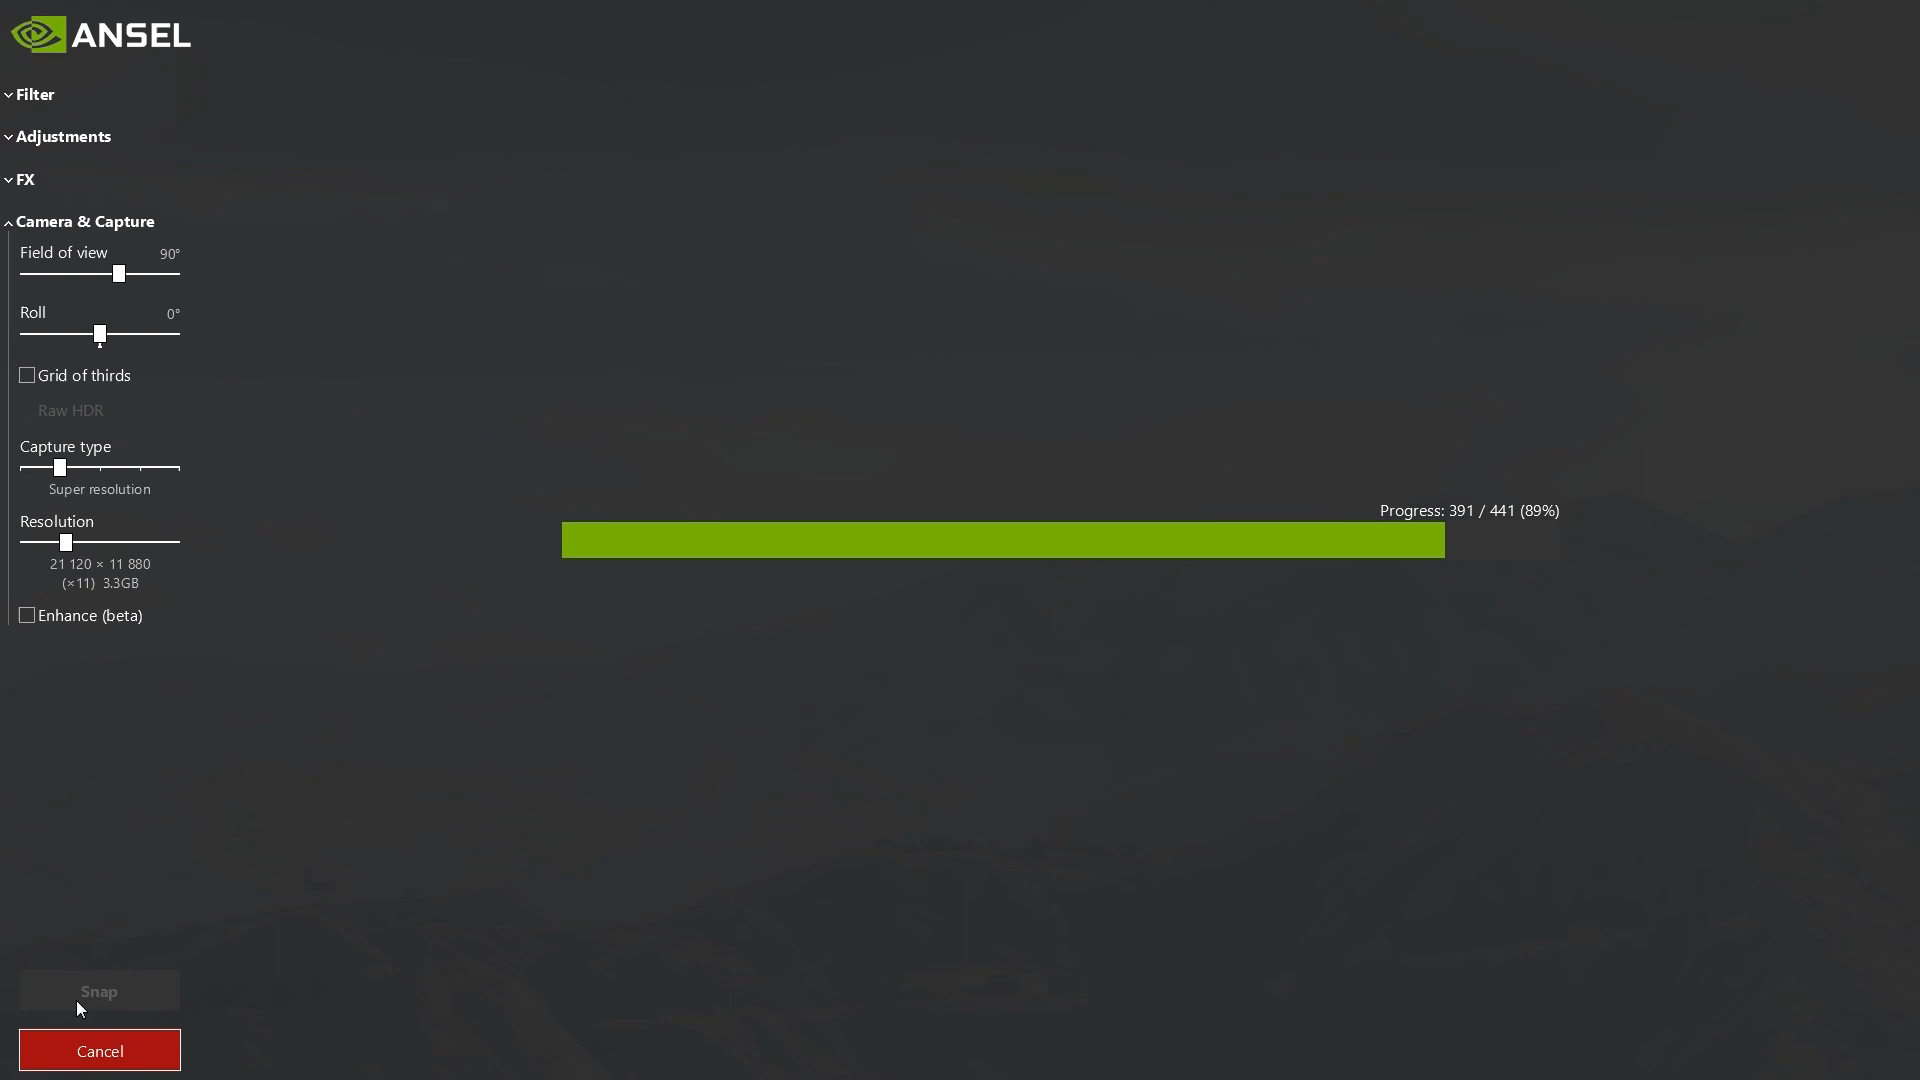 ANSEL
Filter
Adjustments
FX
Camera & Capture
Field of view 90°
Roll 0°
Grid of thirds
Raw HDR
Capture type
Super resolution
Resolution
21 120 × 11 880
(×11) 3.3GB
Enhance (beta)
Progress: 391 / 441 (89%)
Snap
Cancel